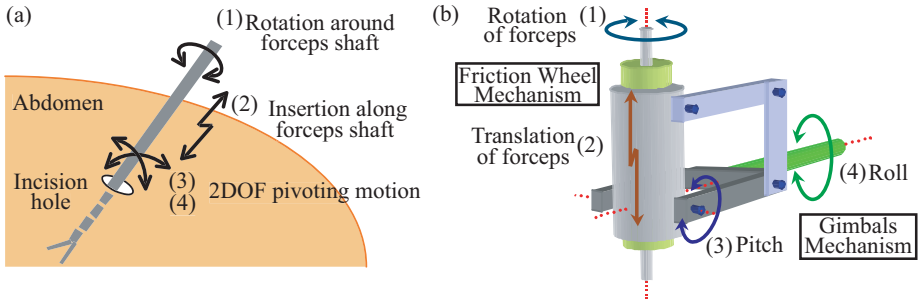 (a)
(1) Rotation around
forceps shaft
Abdomen
(2) Insertion along
forceps shaft
Incision
hole
(3) 2DOF pivoting motion
(4)
(b)
Rotation (1)
of forceps
Friction Wheel
Mechanism
Translation (2)
of forceps
(4) Roll
(3) Pitch
Gimbals
Mechanism